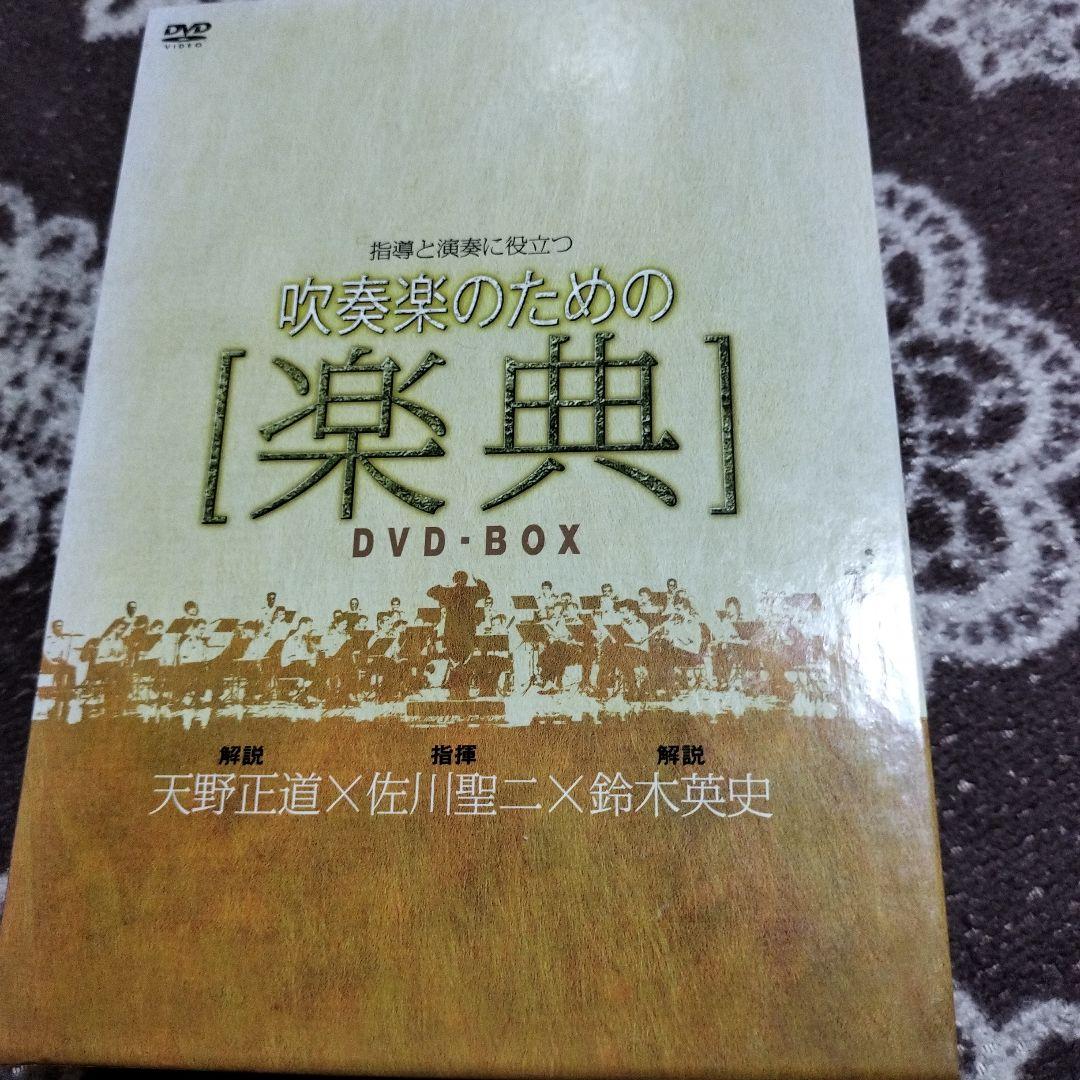 DVD
VIDEO
指導と演奏に役立つ
吹奏楽のための
[楽典]
DVD-BOX
解説 指揮 解説
天野正道×佐川聖二×鈴木英史